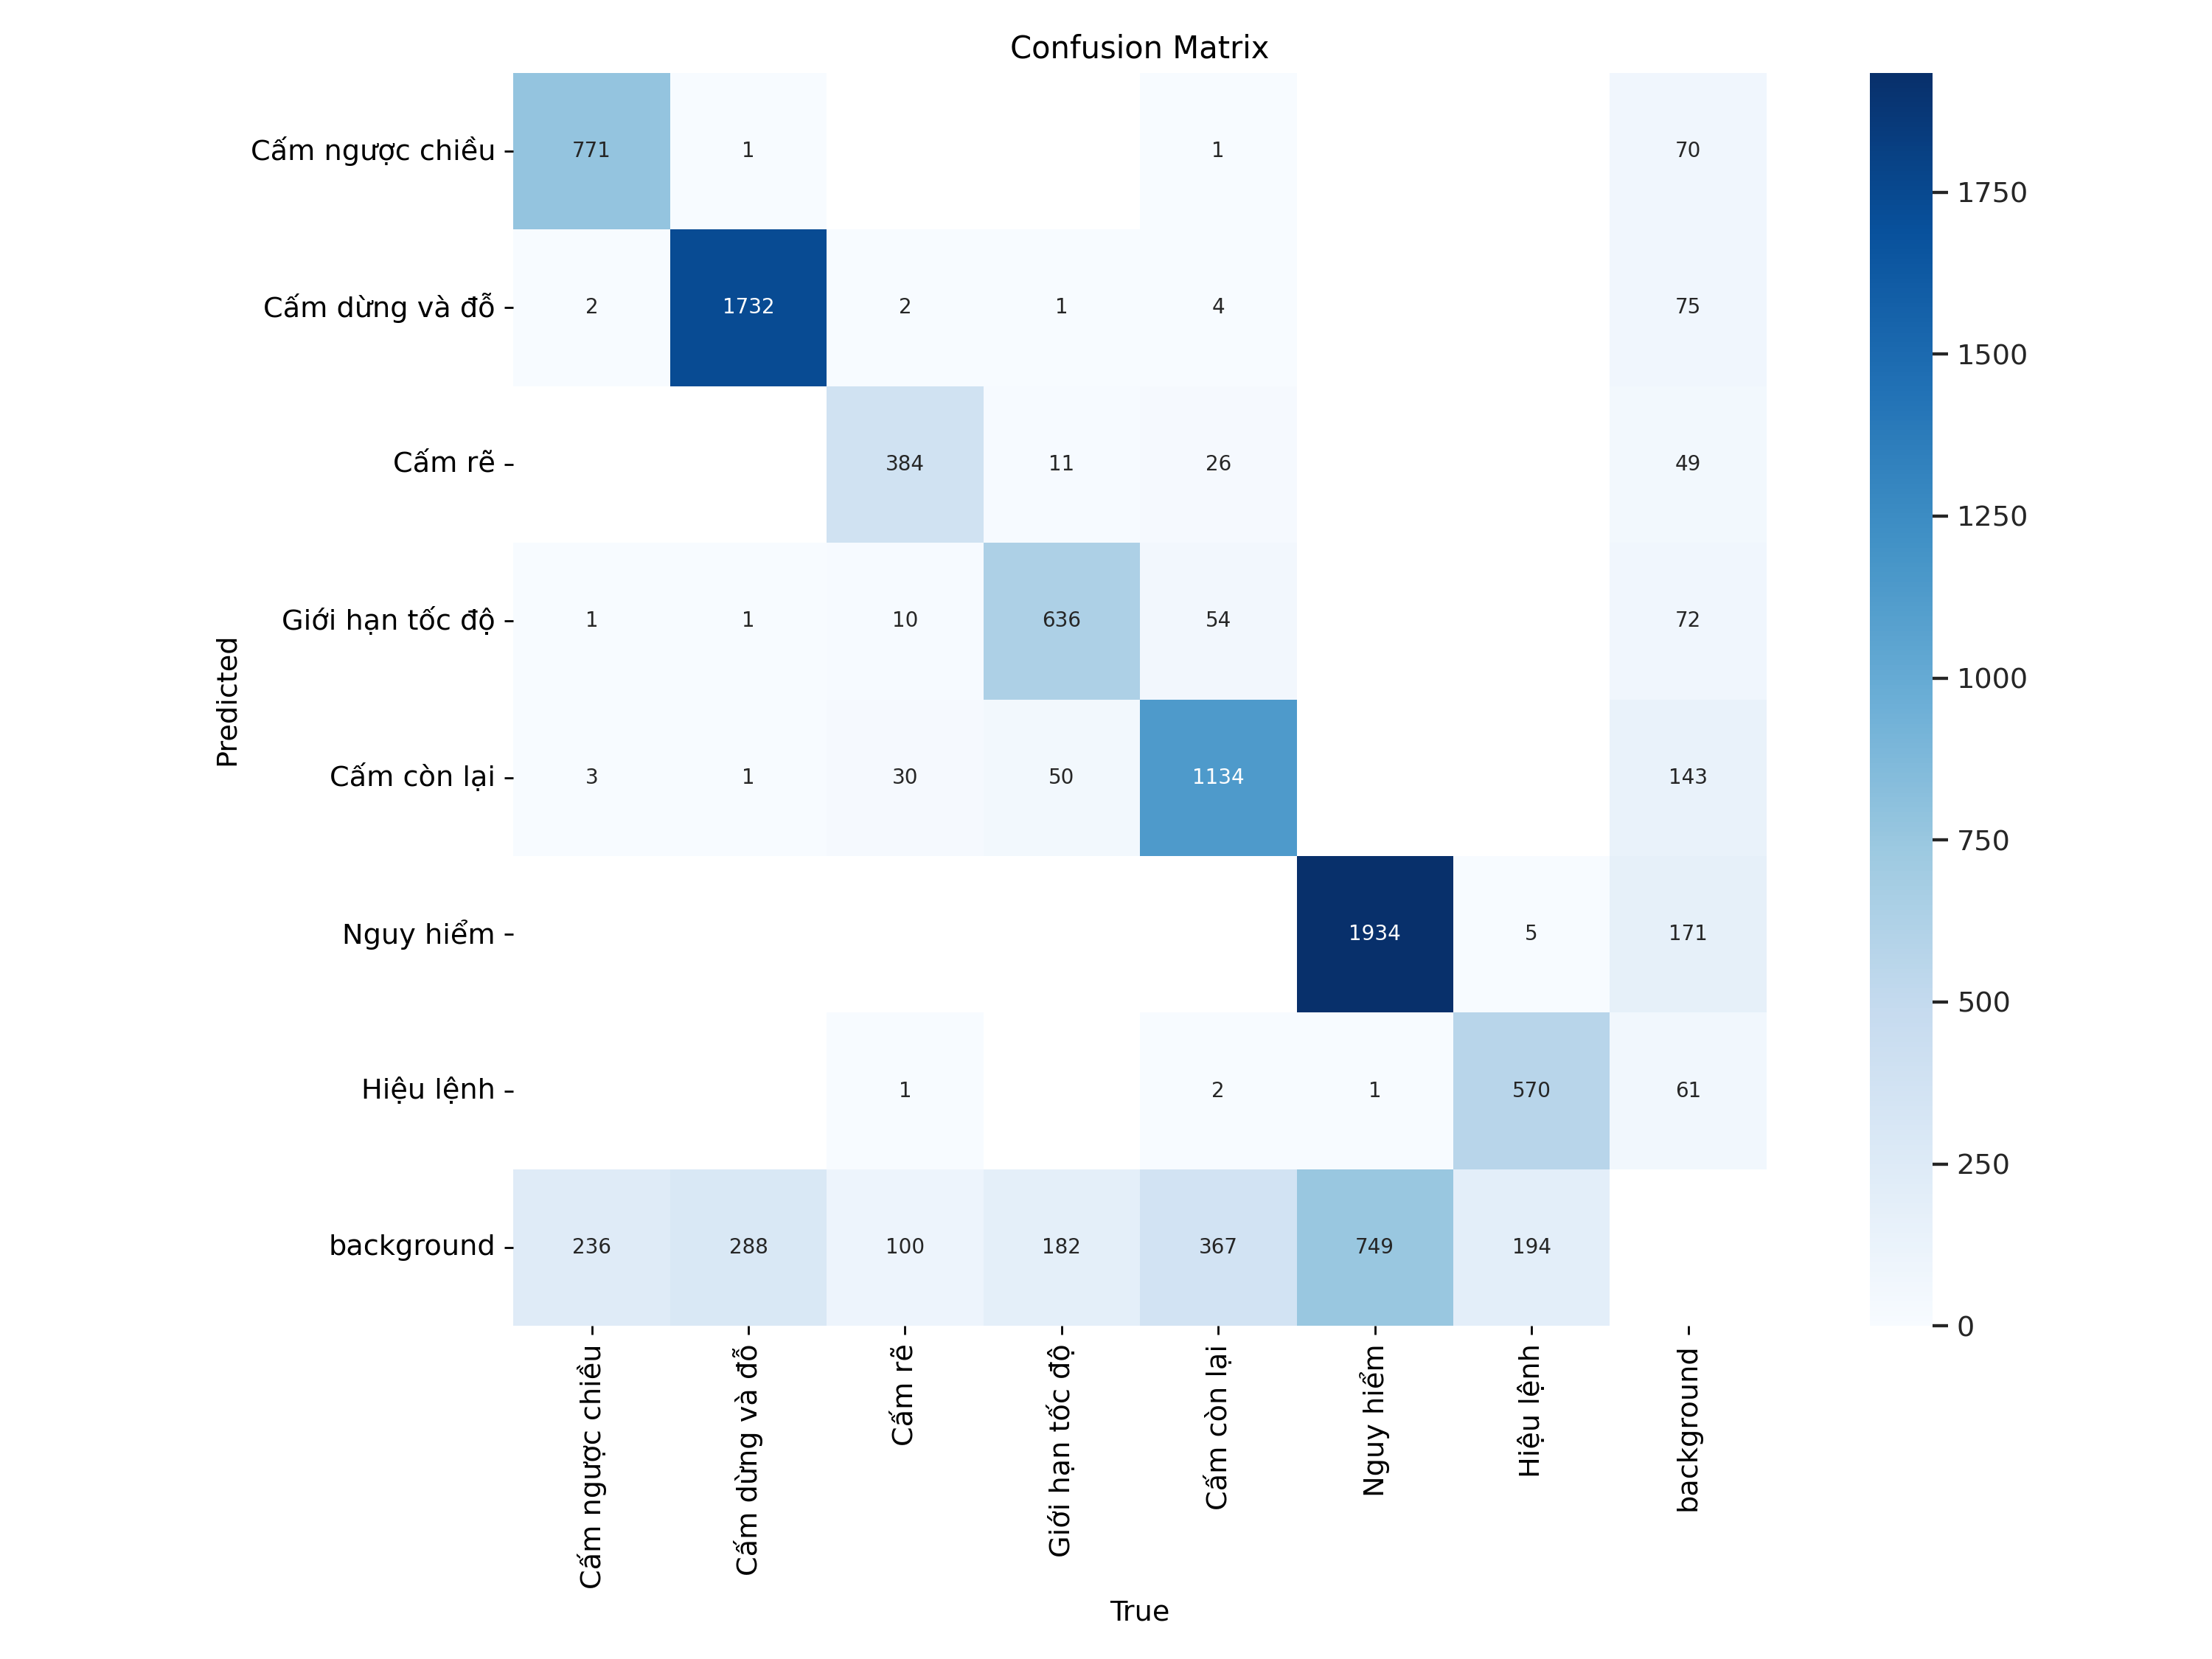 Confusion Matrix
Cấm ngược chiều 771 1 1 70
Cấm dừng và đỗ 2 1732 2 1 4 75
Cấm rẽ 384 11 26 49
Giới hạn tốc độ 1 1 10 636 54 72
Cấm còn lại 3 1 30 50 1134 143
Nguy hiểm 1934 5 171
Hiệu lệnh 1 2 1 570 61
background 236 288 100 182 367 749 194
Predicted
Cấm ngược chiều
Cấm dừng và đỗ
Cấm rẽ
Giới hạn tốc độ
Cấm còn lại
Nguy hiểm
Hiệu lệnh
background
True
1750
1500
1250
1000
750
500
250
0